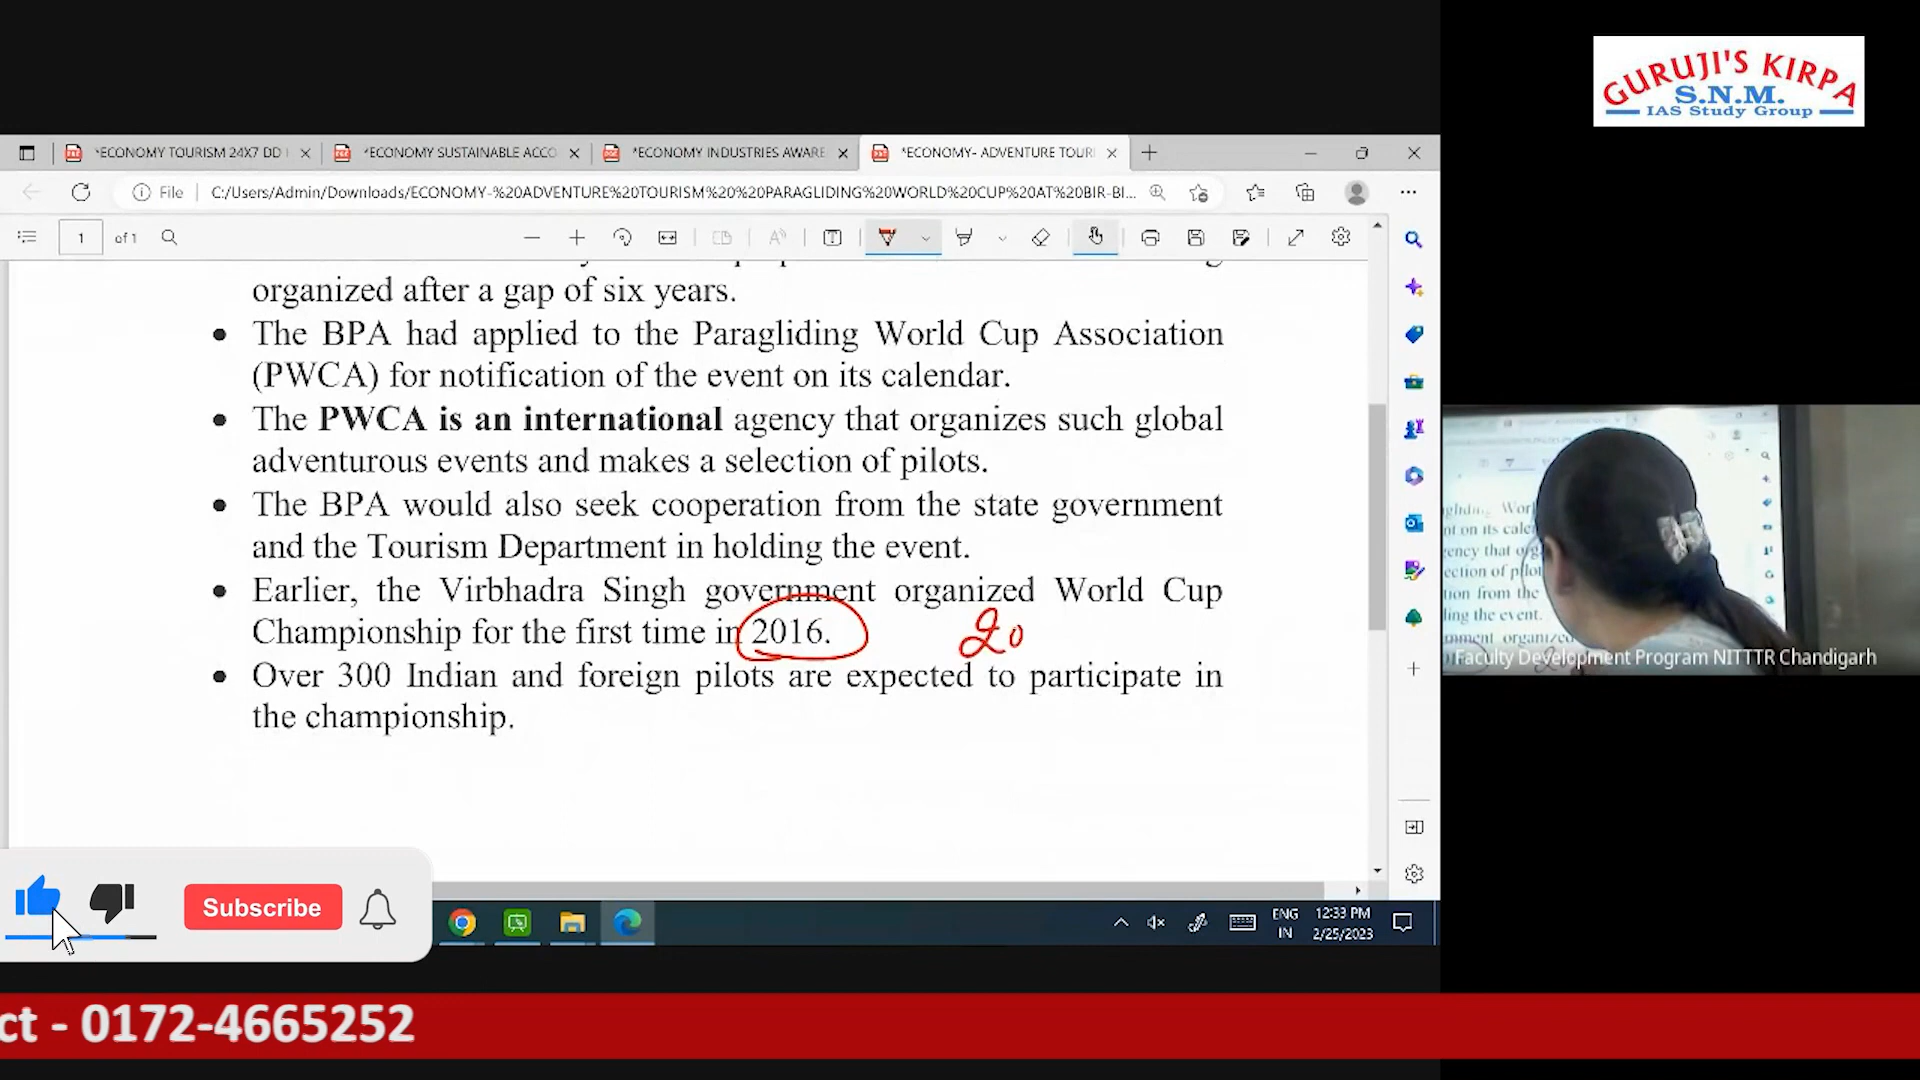 GURUJI'S KIRPA
S.N.M.
IAS Study Group
*ECONOMY TOURISM 24X7 DD
*ECONOMY SUSTAINABLE ACCO
*ECONOMY INDUSTRIES AWARE
*ECONOMY- ADVENTURE TOUR
File
C:/Users/Admin/Downloads/ECONOMY-%20ADVENTURE%20TOURISM%20%20PARAGLIDING%20WORLD%20CUP%20AT%20BIR-BI...
1 of 1
organized after a gap of six years.
• The BPA had applied to the Paragliding World Cup Association
(PWCA) for notification of the event on its calendar.
• The PWCA is an international agency that organizes such global
adventurous events and makes a selection of pilots.
• The BPA would also seek cooperation from the state government
and the Tourism Department in holding the event.
• Earlier, the Virbhadra Singh government organized World Cup
Championship for the first time in 2016.
20
• Over 300 Indian and foreign pilots are expected to participate in
the championship.
Faculty Development Program NITTTR Chandigarh
Subscribe
ENG
IN
12:33 PM
2/25/2023
ct - 0172-4665252